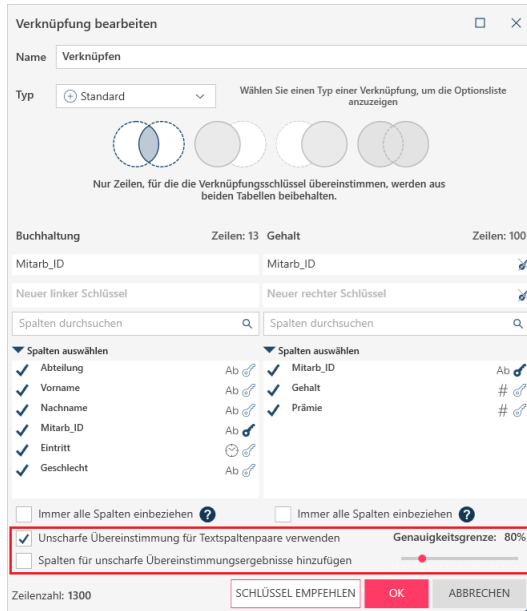 Verknüpfung bearbeiten
Name Verknüpfen
Typ Standard
Wählen Sie einen Typ einer Verknüpfung, um die Optionsliste
anzuzeigen
Nur Zeilen, für die die Verknüpfungsschlüssel übereinstimmen, werden aus
beiden Tabellen beibehalten.
Buchhaltung Zeilen: 13 Gehalt Zeilen: 100
Mitarb_ID Mitarb_ID
Neuer linker Schlüssel Neuer rechter Schlüssel
Spalten durchsuchen Spalten durchsuchen
Spalten auswählen Spalten auswählen
Abteilung Ab Mitarb_ID Ab
Vorname Ab Gehalt #
Nachname Ab Prämie #
Mitarb_ID Ab
Eintritt
Geschlecht Ab
Immer alle Spalten einbeziehen ? Immer alle Spalten einbeziehen ?
Unscharfe Übereinstimmung für Textspaltenpaare verwenden Genauigkeitsgrenze: 80%
Spalten für unscharfe Übereinstimmungsergebnisse hinzufügen
Zeilenzahl: 1300 SCHLÜSSEL EMPFEHLEN OK ABBRECHEN